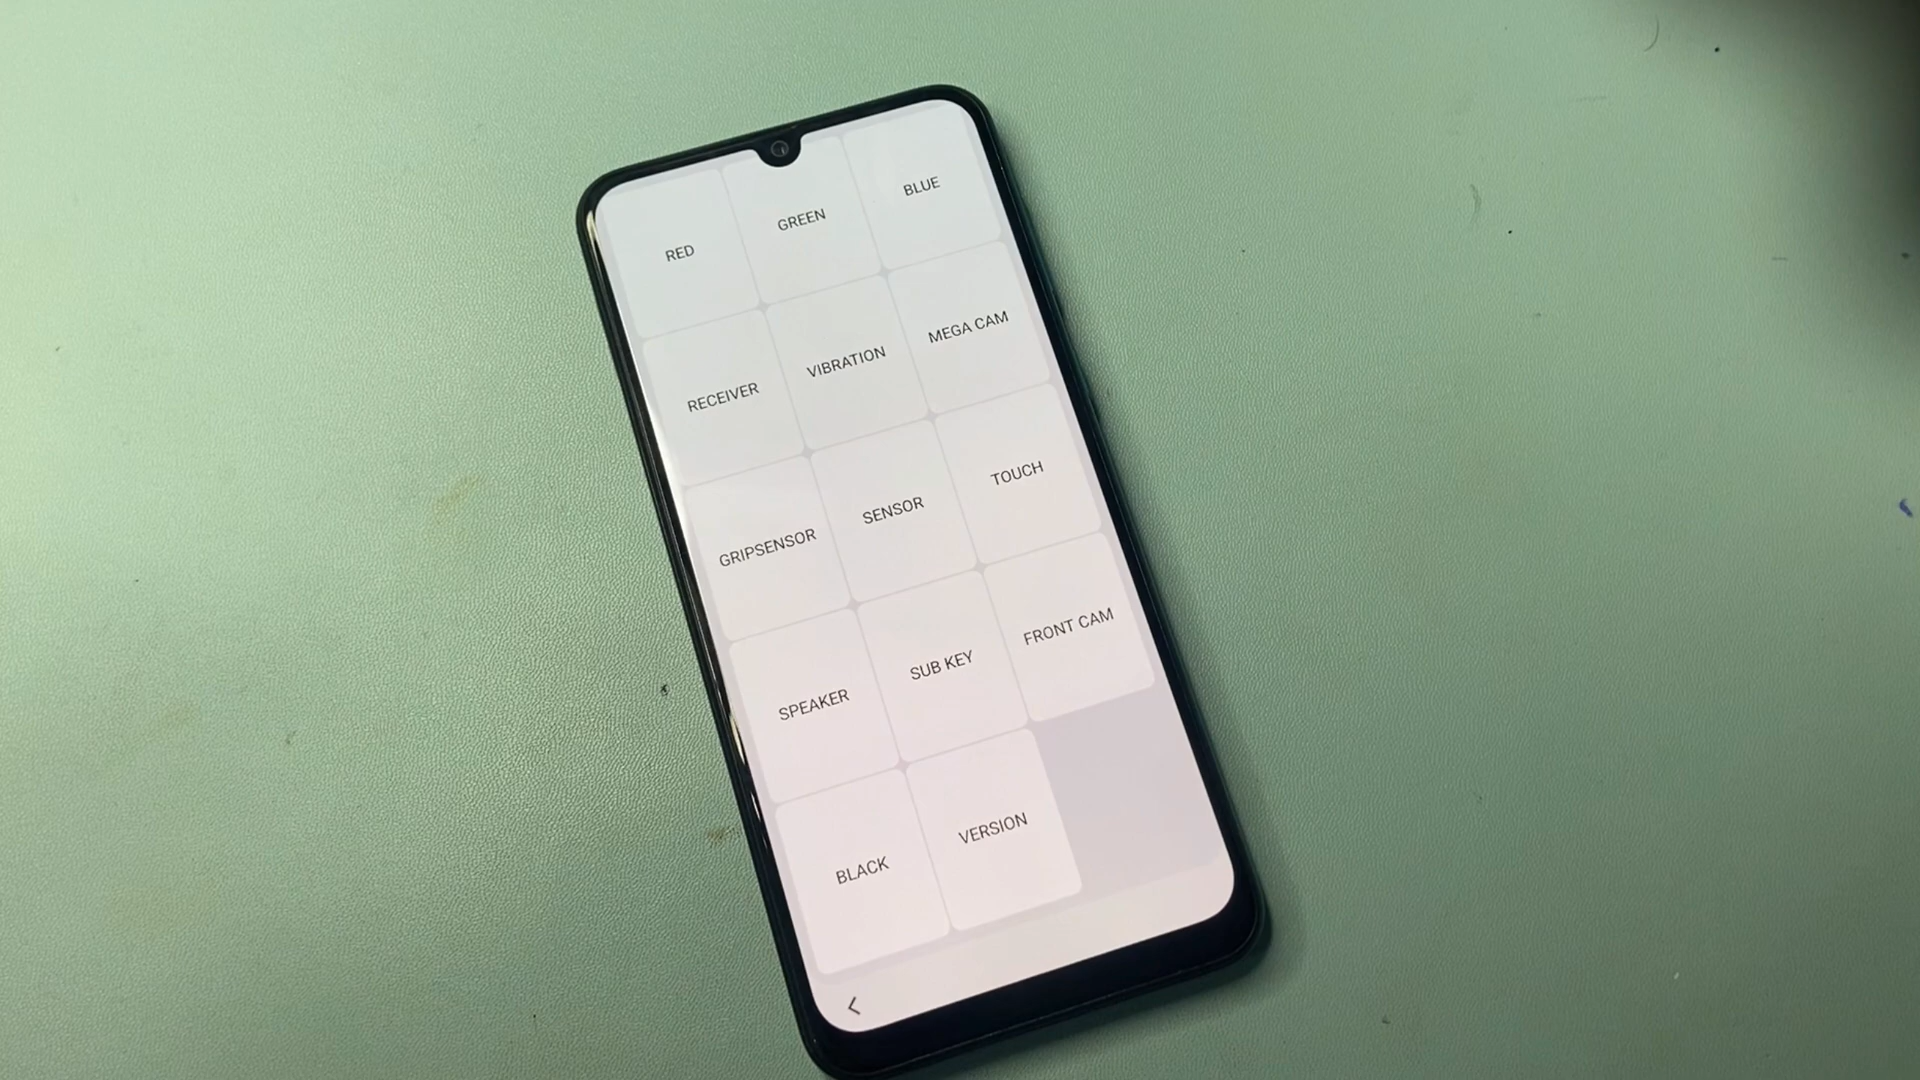 RED
GREEN
BLUE
RECEIVER
VIBRATION
MEGA CAM
GRIPSENSOR
SENSOR
TOUCH
SPEAKER
SUB KEY
FRONT CAM
BLACK
VERSION